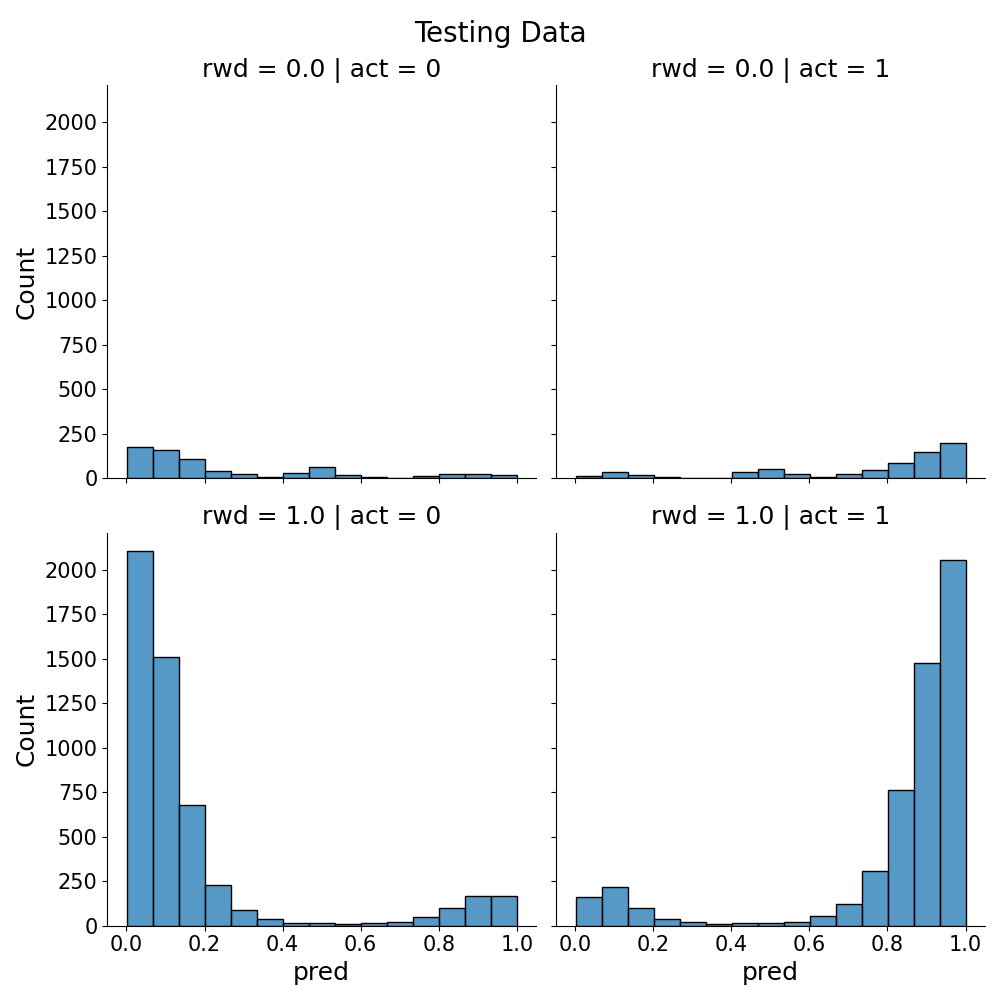 Testing Data
rwd = 0.0 | act = 0
rwd = 0.0 | act = 1
2000
1750
1500
1250
1000
750
500
250
0
Count
rwd = 1.0 | act = 0
rwd = 1.0 | act = 1
2000
1750
1500
1250
1000
750
500
250
0
Count
0.0 0.2 0.4 0.6 0.8 1.0
0.0 0.2 0.4 0.6 0.8 1.0
pred
pred